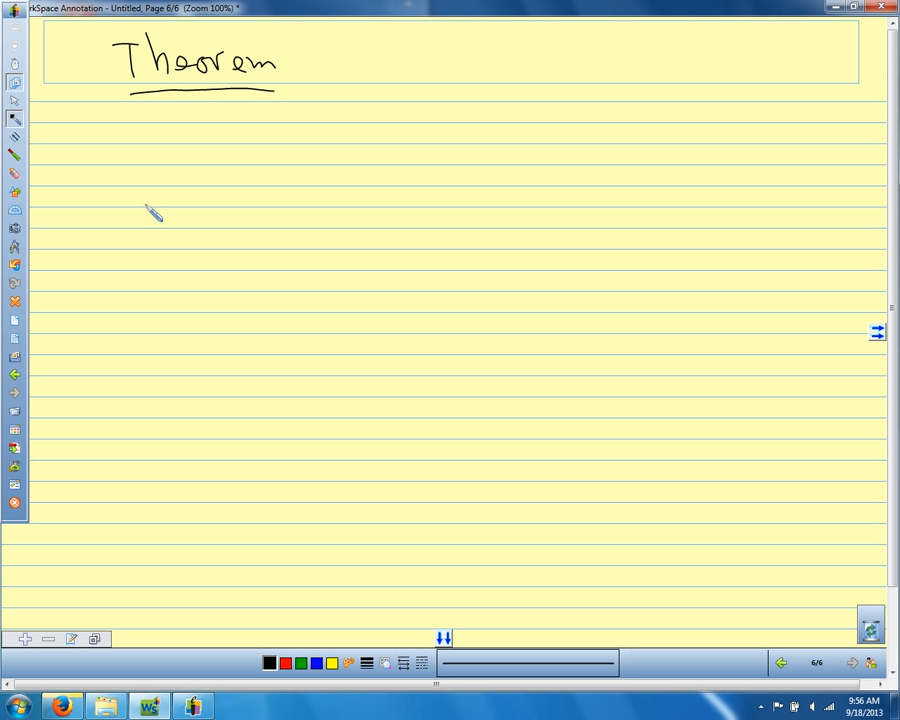 rkSpace Annotation - Untitled, Page 6/6 (Zoom 100%) *
Theorem
6/6
9:56 AM
9/18/2013